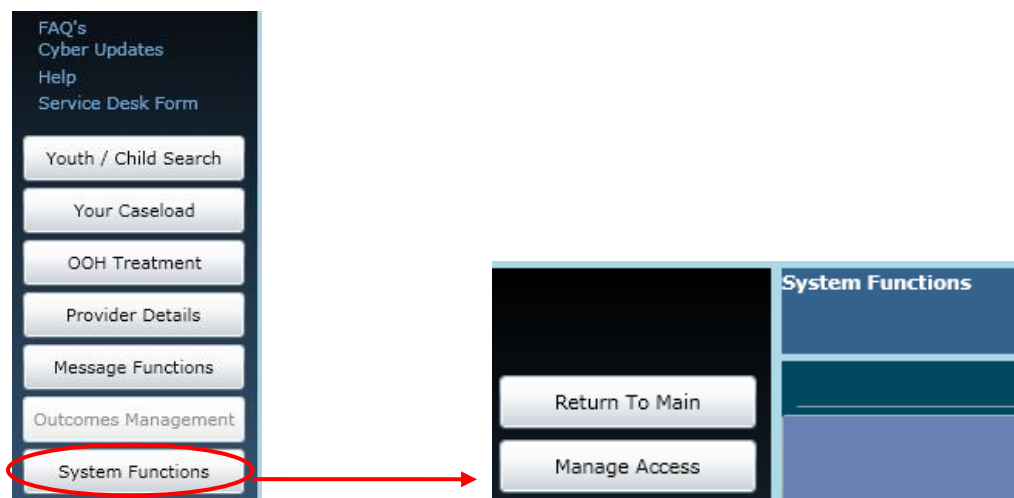 FAQ's
Cyber Updates
Help
Service Desk Form
Youth / Child Search
Your Caseload
OOH Treatment
Provider Details
Message Functions
Outcomes Management
System Functions
System Functions
Return To Main
Manage Access